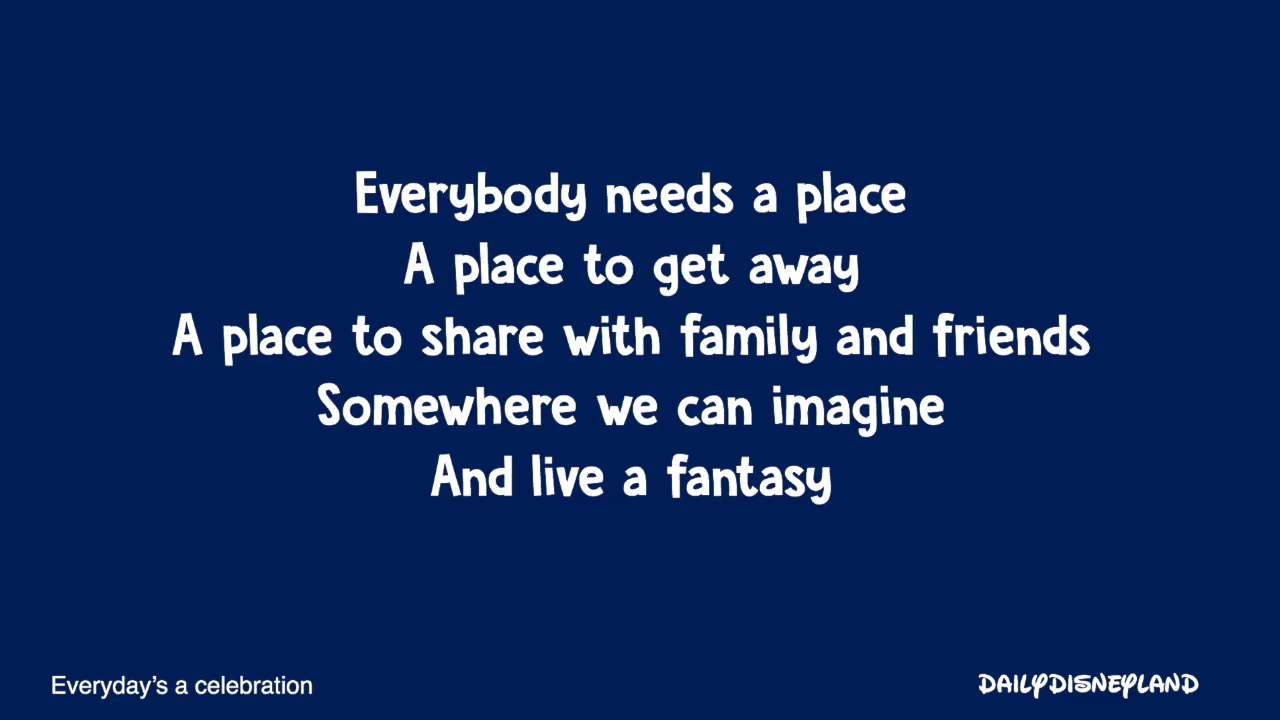 Everybody needs a place
A place to get away
A place to share with family and friends
Somewhere we can imagine
And live a fantasy
Everyday’s a celebration
DAILYDISNEYLAND